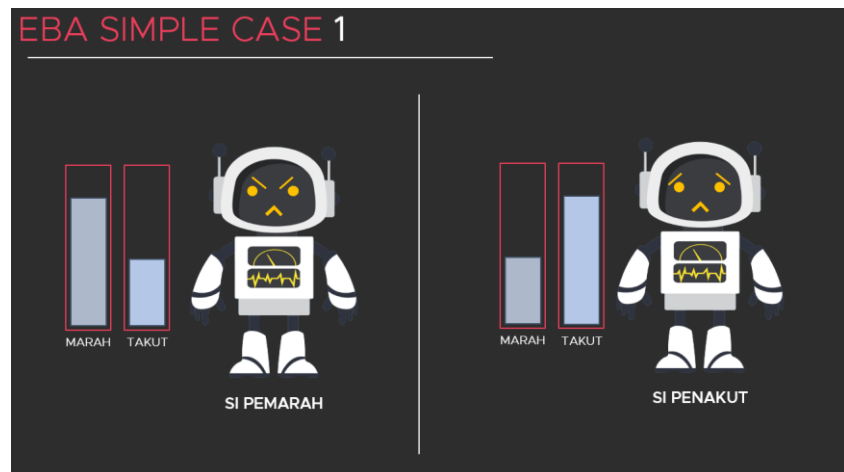 EBA SIMPLE CASE 1
MARAH TAKUT
SI PEMARAH
MARAH TAKUT
SI PENAKUT